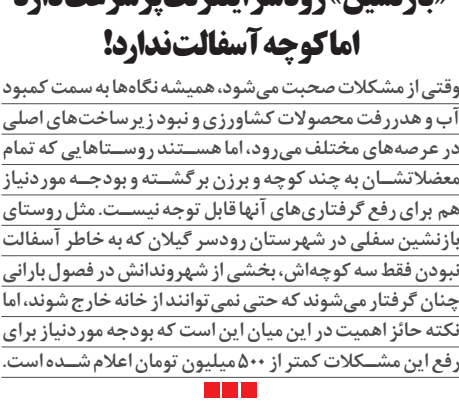 «بازنشین» رودسر اینترنت پرسرعت دارد
اما کوچه آسفالت ندارد!
وقتی از مشکلات صحبت می‌شود، همیشه نگاه‌ها به سمت کمبود
آب و هدررفت محصولات کشاورزی و نبود زیرساخت‌های اصلی
در عرصه‌های مختلف می‌رود، اما هستند روستاهایی که تمام
معضلاتشان به چند کوچه و برزن برگشته و بودجه موردنیاز
هم برای رفع گرفتاری‌های آنها قابل توجه نیست. مثل روستای
بازنشین سفلی در شهرستان رودسر گیلان که به خاطر آسفالت
نبودن فقط سه کوچه‌اش، بخشی از شهروندانش در فصول بارانی
چنان گرفتار می‌شوند که حتی نمی‌توانند از خانه خارج شوند، اما
نکته حائز اهمیت در این میان این است که بودجه موردنیاز برای
رفع این مشکلات کمتر از ۵۰۰ میلیون تومان اعلام شده است.